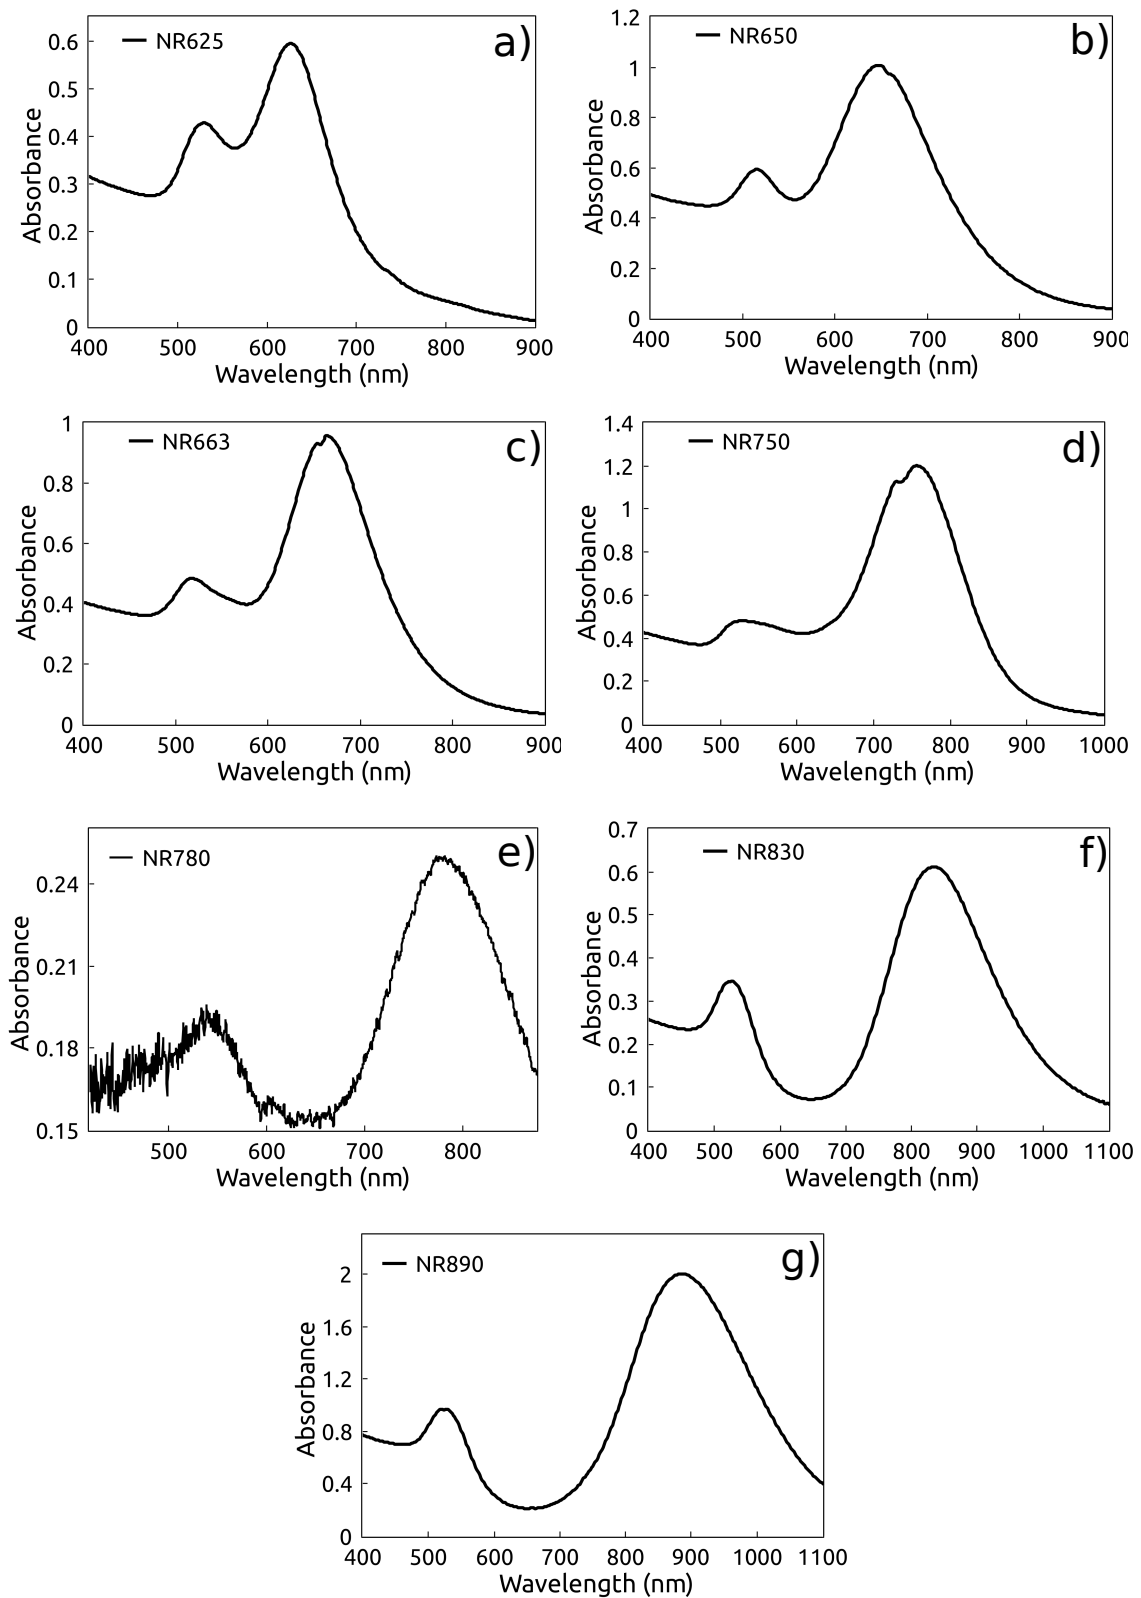 NR625
a)
0.6
0.5
0.4
0.3
0.2
0.1
0
Absorbance
400 500 600 700 800 900
Wavelength (nm)
NR650
b)
1.2
1
0.8
0.6
0.4
0.2
0
Absorbance
400 500 600 700 800 900
Wavelength (nm)
NR663
c)
1
0.8
0.6
0.4
0.2
0
Absorbance
400 500 600 700 800 900
Wavelength (nm)
NR750
d)
1.4
1.2
1
0.8
0.6
0.4
0.2
0
Absorbance
400 500 600 700 800 900 1000
Wavelength (nm)
NR780
e)
0.24
0.21
0.18
0.15
Absorbance
500 600 700 800
Wavelength (nm)
NR830
f)
0.7
0.6
0.5
0.4
0.3
0.2
0.1
0
Absorbance
400 500 600 700 800 900 1000 1100
Wavelength (nm)
NR890
g)
2
1.6
1.2
0.8
0.4
0
Absorbance
400 500 600 700 800 900 1000 1100
Wavelength (nm)